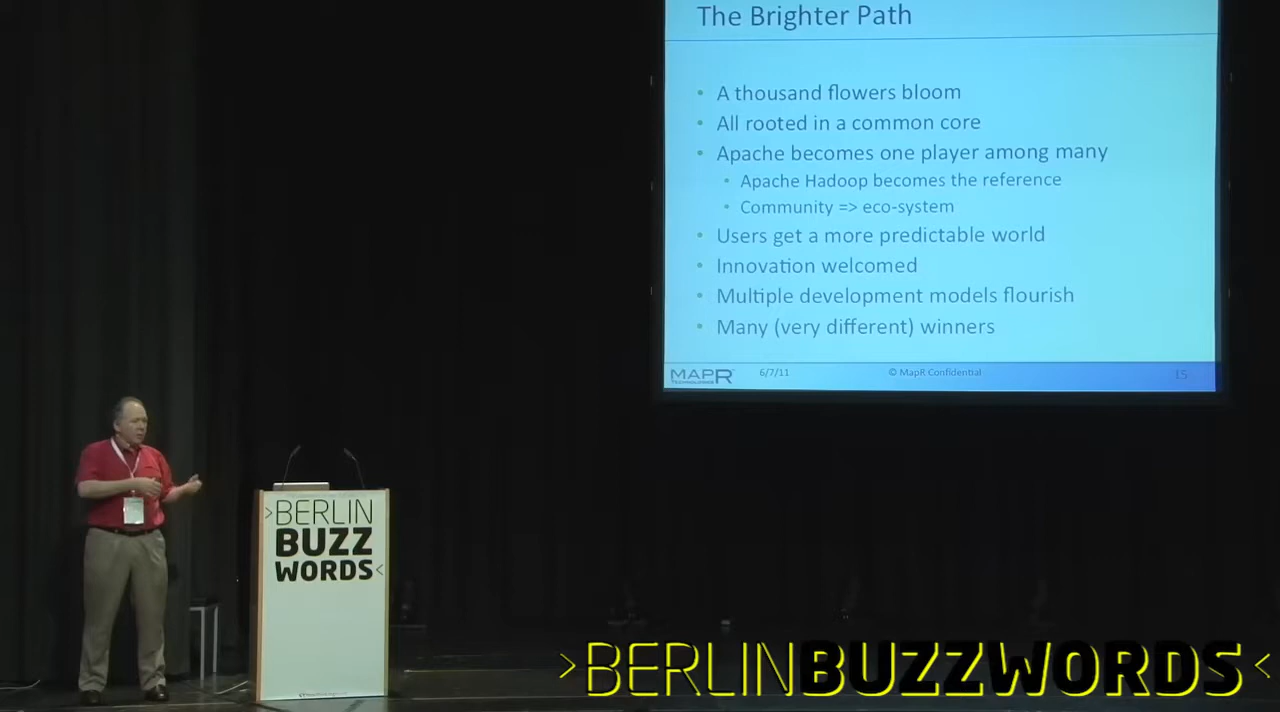 The Brighter Path
• A thousand flowers bloom
• All rooted in a common core
• Apache becomes one player among many
• Apache Hadoop becomes the reference
• Community => eco-system
• Users get a more predictable world
• Innovation welcomed
• Multiple development models flourish
• Many (very different) winners
MAPR
TECHNOLOGIES
6/7/11
© MapR Confidential
15
>BERLIN
BUZZ
WORDS<
>BERLINBUZZWORDS<